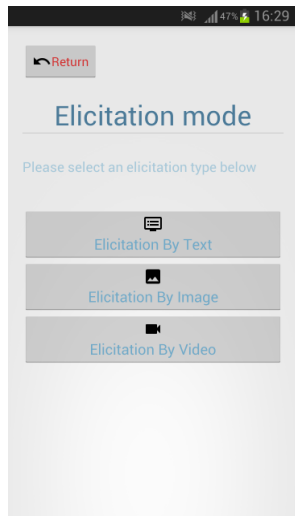 47% 16:29
Return
Elicitation mode
Please select an elicitation type below
Elicitation By Text
Elicitation By Image
Elicitation By Video